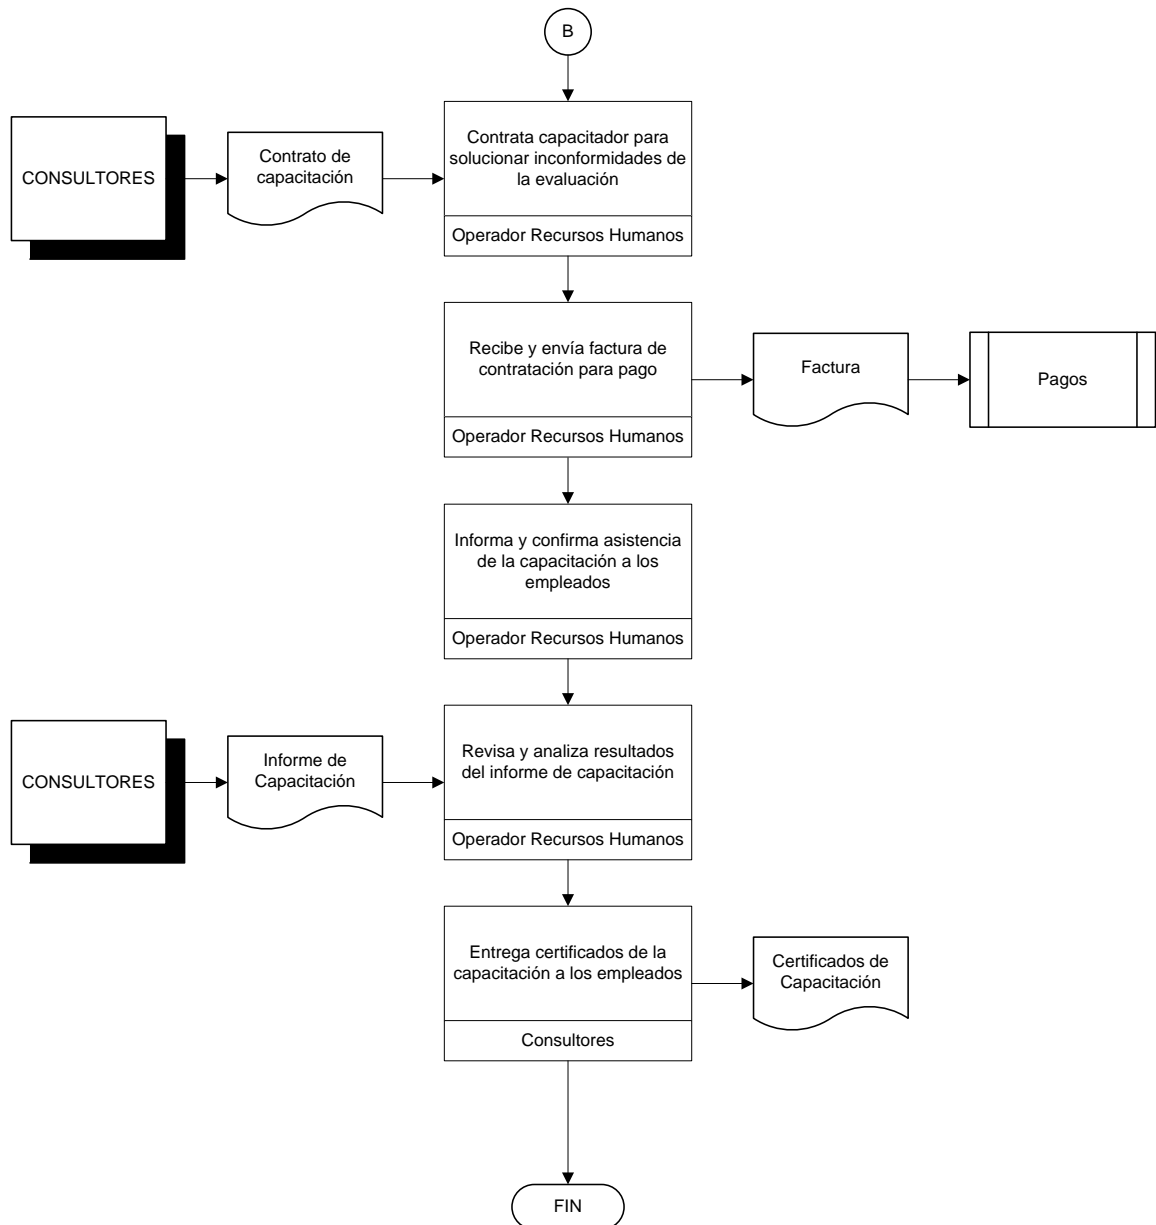 B
CONSULTORES
Contrato de
capacitación
Contrata capacitador para
solucionar inconformidades de
la evaluación
Operador Recursos Humanos
Recibe y envía factura de
contratación para pago
Operador Recursos Humanos
Factura
Pagos
Informa y confirma asistencia
de la capacitación a los
empleados
Operador Recursos Humanos
CONSULTORES
Informe de
Capacitación
Revisa y analiza resultados
del informe de capacitación
Operador Recursos Humanos
Entrega certificados de la
capacitación a los empleados
Consultores
Certificados de
Capacitación
FIN